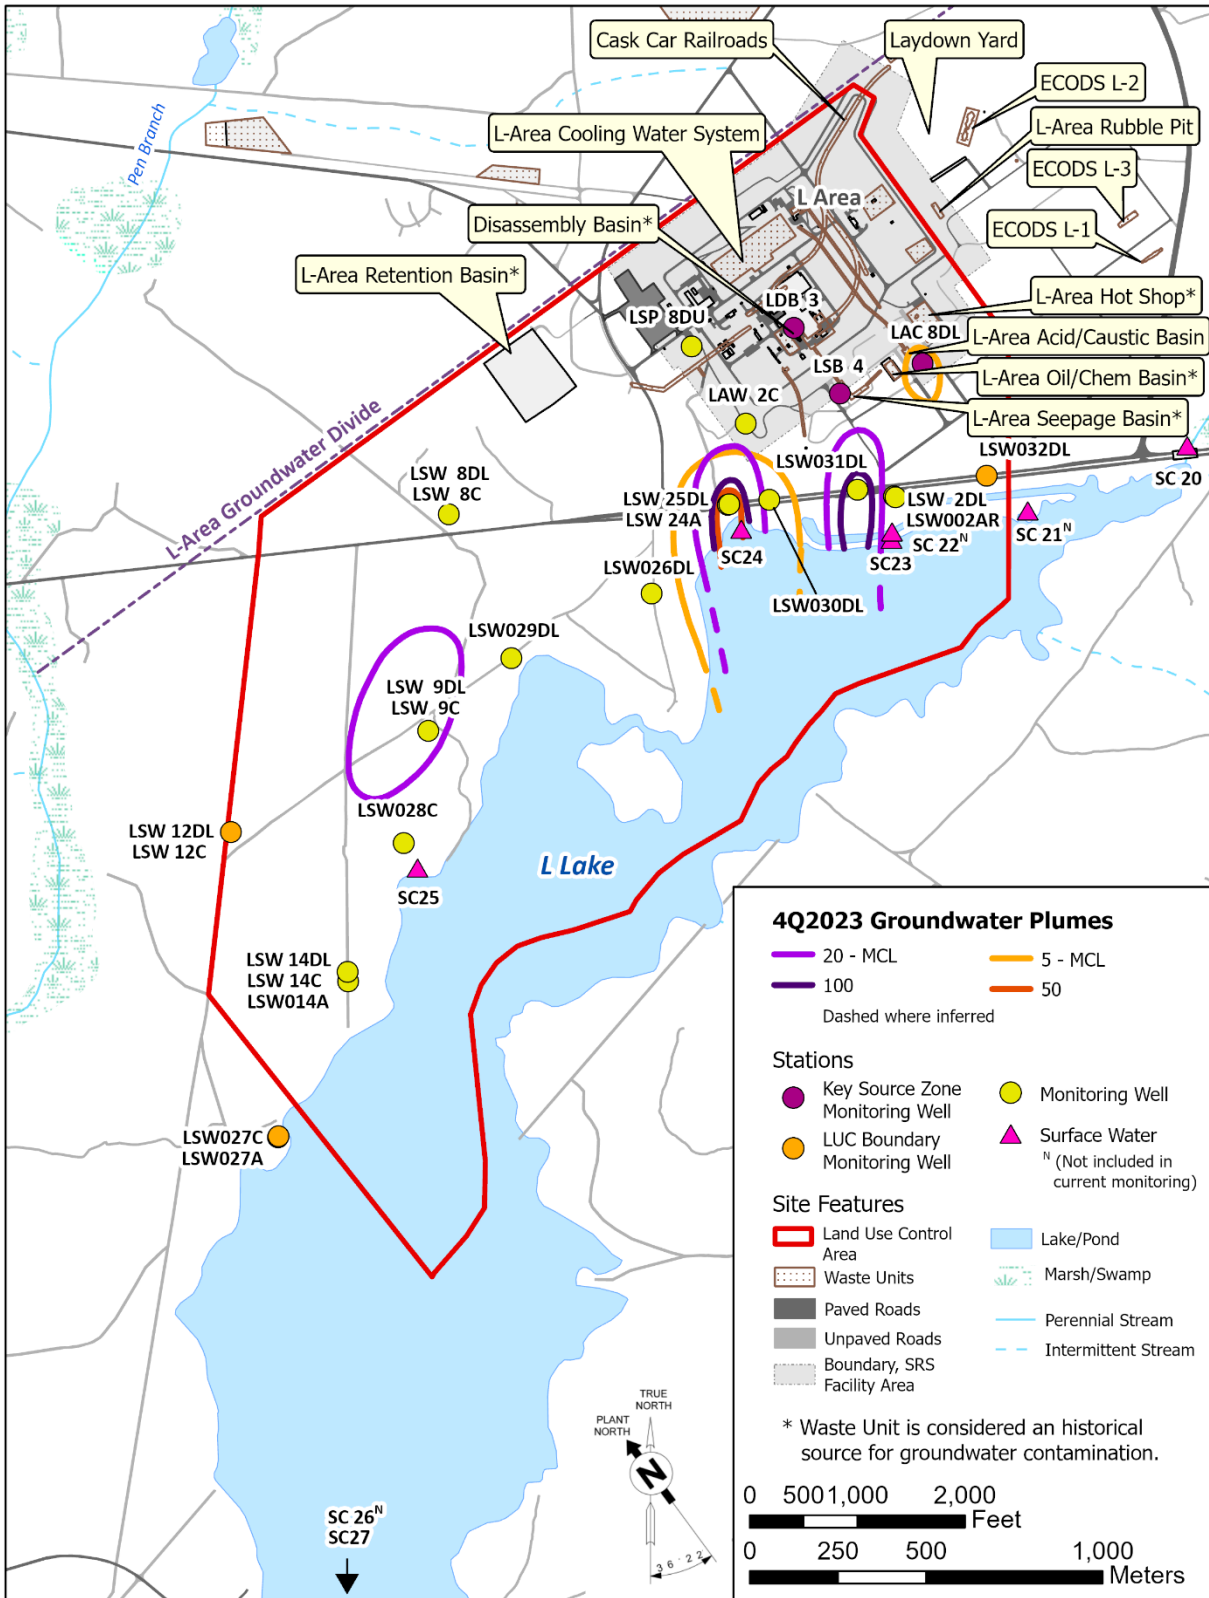 Cask Car Railroads
Laydown Yard
ECODS L-2
L-Area Cooling Water System
L-Area Rubble Pit
Pen Branch
ECODS L-3
L Area
Disassembly Basin*
ECODS L-1
L-Area Retention Basin*
L-Area Hot Shop*
LDB 3
LSP 8DU
LAC 8DL
L-Area Acid/Caustic Basin
LSB 4
L-Area Oil/Chem Basin*
LAW 2C
L-Area Seepage Basin*
L-Area Groundwater Divide
LSW032DL
LSW031DL
LSW 8DL
LSW 8C
SC 20
LSW 25DL
LSW 24A
LSW 2DL
LSW002AR
SC 21N
SC 22N
SC24
SC23
LSW026DL
LSW030DL
LSW029DL
LSW 9DL
LSW 9C
LSW028C
LSW 12DL
LSW 12C
L Lake
SC25
LSW 14DL
LSW 14C
LSW014A
LSW027C
LSW027A
SC 26N
SC27
TRUE
NORTH
PLANT
NORTH
N
36°22'
4Q2023 Groundwater Plumes
20 - MCL
5 - MCL
100
50
Dashed where inferred
Stations
Key Source Zone
Monitoring Well
Monitoring Well
LUC Boundary
Monitoring Well
Surface Water
N (Not included in
current monitoring)
Site Features
Land Use Control
Area
Lake/Pond
Waste Units
Marsh/Swamp
Paved Roads
Perennial Stream
Unpaved Roads
Intermittent Stream
Boundary, SRS
Facility Area
* Waste Unit is considered an historical
source for groundwater contamination.
0 500 1,000 2,000
Feet
0 250 500 1,000
Meters